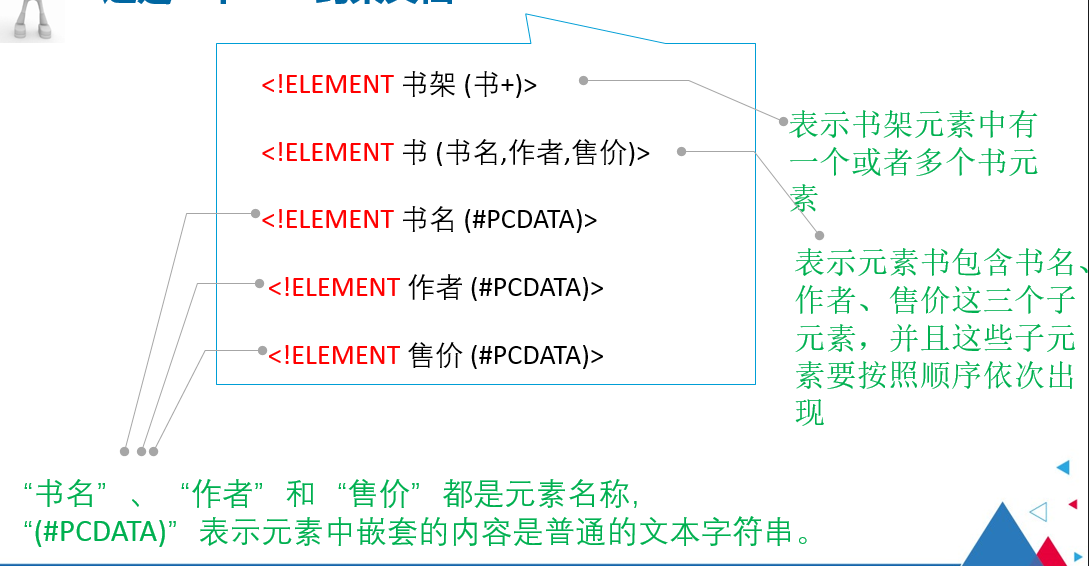 <!ELEMENT 书架 (书+)>
<!ELEMENT 书 (书名,作者,售价)>
<!ELEMENT 书名 (#PCDATA)>
<!ELEMENT 作者 (#PCDATA)>
<!ELEMENT 售价 (#PCDATA)>
表示书架元素中有
一个或者多个书元
素
表示元素书包含书名、
作者、售价这三个子
元素，并且这些子元
素要按照顺序依次出
现
“书名” 、 “作者” 和 “售价” 都是元素名称,
“(#PCDATA)” 表示元素中嵌套的内容是普通的文本字符串。